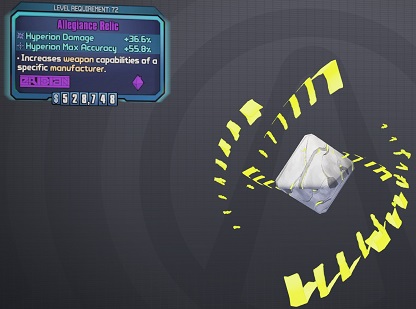 LEVEL REQUIREMENT: 72
Allegiance Relic
Hyperion Damage +36.6%
Hyperion Max Accuracy +55.8%
• Increases weapon capabilities of a
specific manufacturer.
$520,740